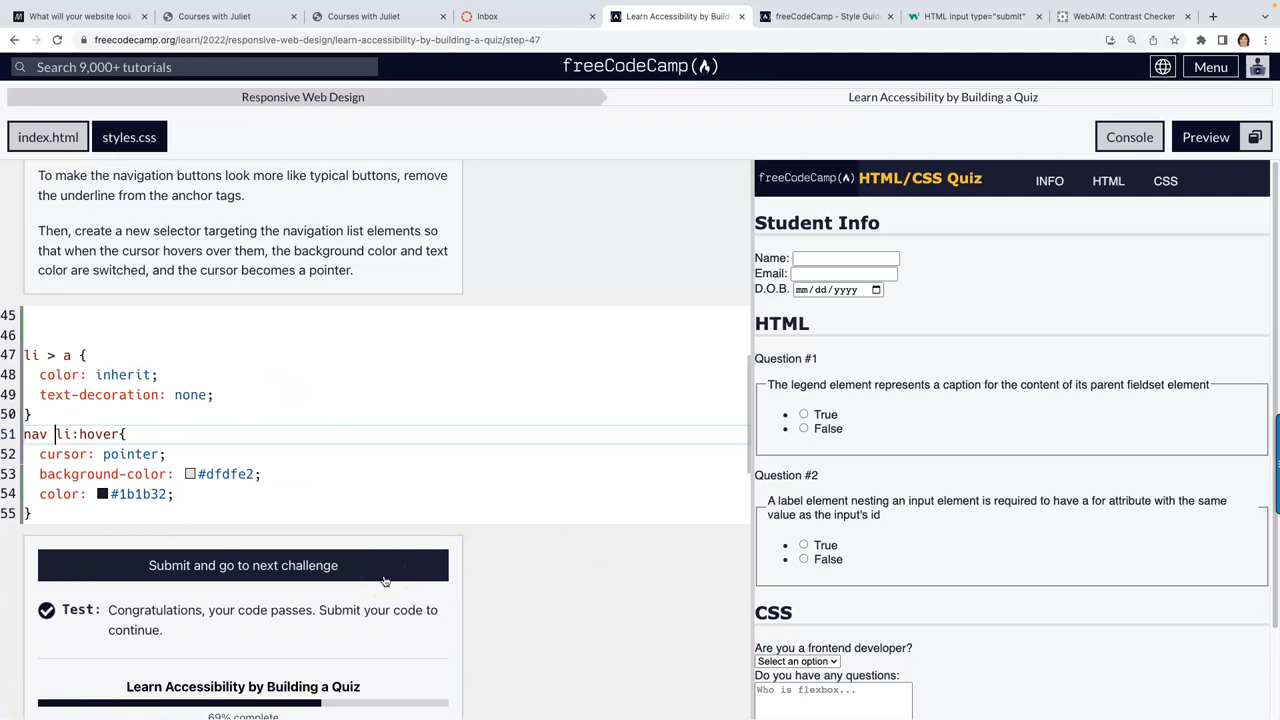 What will your website look
Courses with Juliet
Courses with Juliet
Inbox
Learn Accessibility by Build
freeCodeCamp - Style Guid
HTML input type="submit"
WebAIM: Contrast Checker
freecodecamp.org/learn/2022/responsive-web-design/learn-accessibility-by-building-a-quiz/step-47
Search 9,000+ tutorials
freeCodeCamp
Menu
Responsive Web Design
Learn Accessibility by Building a Quiz
index.html
styles.css
Console
Preview
To make the navigation buttons look more like typical buttons, remove
the underline from the anchor tags.
Then, create a new selector targeting the navigation list elements so
that when the cursor hovers over them, the background color and text
color are switched, and the cursor becomes a pointer.
45
46
47 li > a {
48 color: inherit;
49 text-decoration: none;
50 }
51 nav li:hover{
52 cursor: pointer;
53 background-color: #dfdfe2;
54 color: #1b1b32;
55 }
Submit and go to next challenge
Test: Congratulations, your code passes. Submit your code to
continue.
Learn Accessibility by Building a Quiz
69% complete
freeCodeCamp
HTML/CSS Quiz
INFO
HTML
CSS
Student Info
Name:
Email:
D.O.B. mm/dd/yyyy
HTML
Question #1
The legend element represents a caption for the content of its parent fieldset element
True
False
Question #2
A label element nesting an input element is required to have a for attribute with the same
value as the input's id
True
False
CSS
Are you a frontend developer?
Select an option
Do you have any questions:
Who is flexbox...